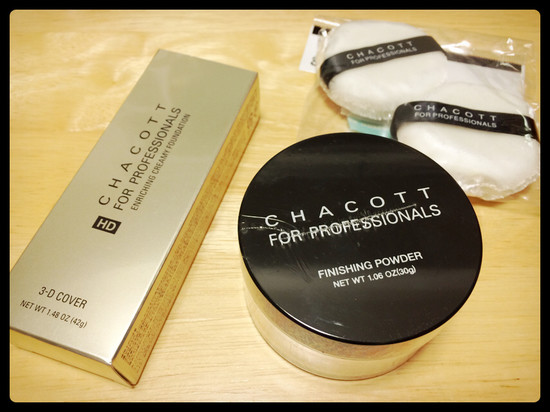 CHACOTT
FOR PROFESSIONALS
ENRICHING CREAMY FOUNDATION
HD
3-D COVER
NET WT 1.48 OZ (42g)
CHACOTT
FOR PROFESSIONALS
FINISHING POWDER
NET WT 1.06 OZ(30g)
CHACOTT
FOR PROFESSIONALS
CHACOTT
FOR PROFESSIONALS